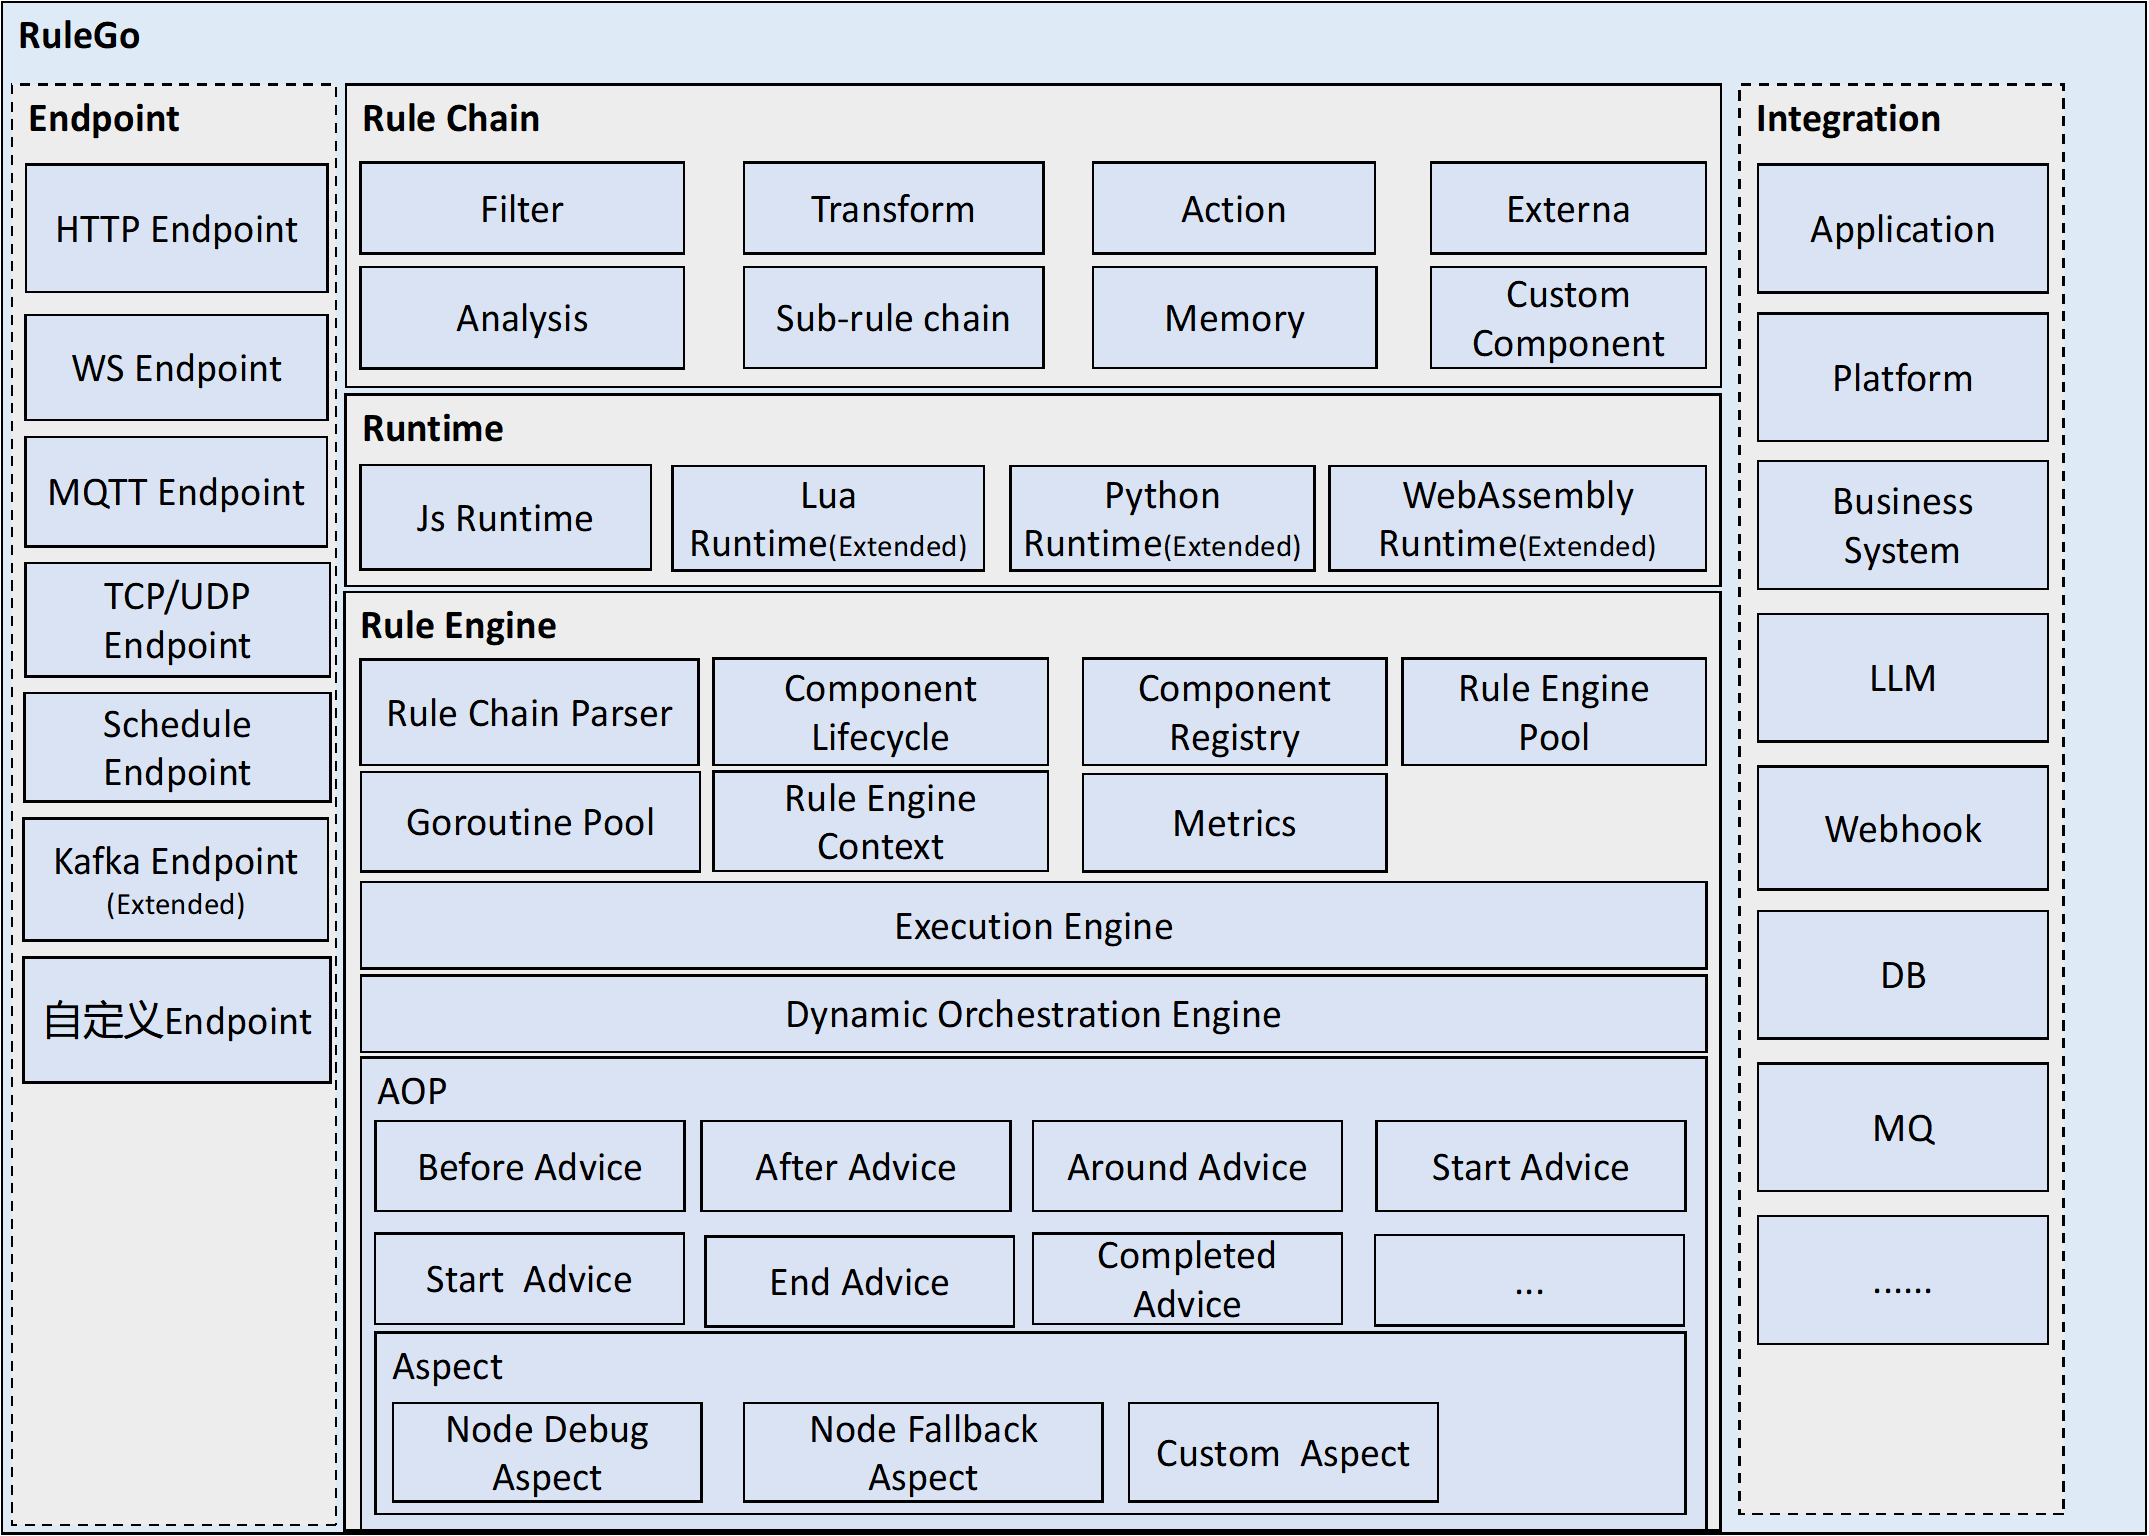 RuleGo
Endpoint
HTTP Endpoint
WS Endpoint
MQTT Endpoint
TCP/UDP
Endpoint
Schedule
Endpoint
Kafka Endpoint
(Extended)
自定义Endpoint
Rule Chain
Filter
Transform
Action
Externa
Analysis
Sub-rule chain
Memory
Custom
Component
Runtime
Js Runtime
Lua
Runtime(Extended)
Python
Runtime(Extended)
WebAssembly
Runtime(Extended)
Rule Engine
Rule Chain Parser
Component
Lifecycle
Component
Registry
Rule Engine
Pool
Goroutine Pool
Rule Engine
Context
Metrics
Execution Engine
Dynamic Orchestration Engine
AOP
Before Advice
After Advice
Around Advice
Start Advice
Start  Advice
End Advice
Completed
Advice
...
Aspect
Node Debug
Aspect
Node Fallback
Aspect
Custom  Aspect
Integration
Application
Platform
Business
System
LLM
Webhook
DB
MQ
......